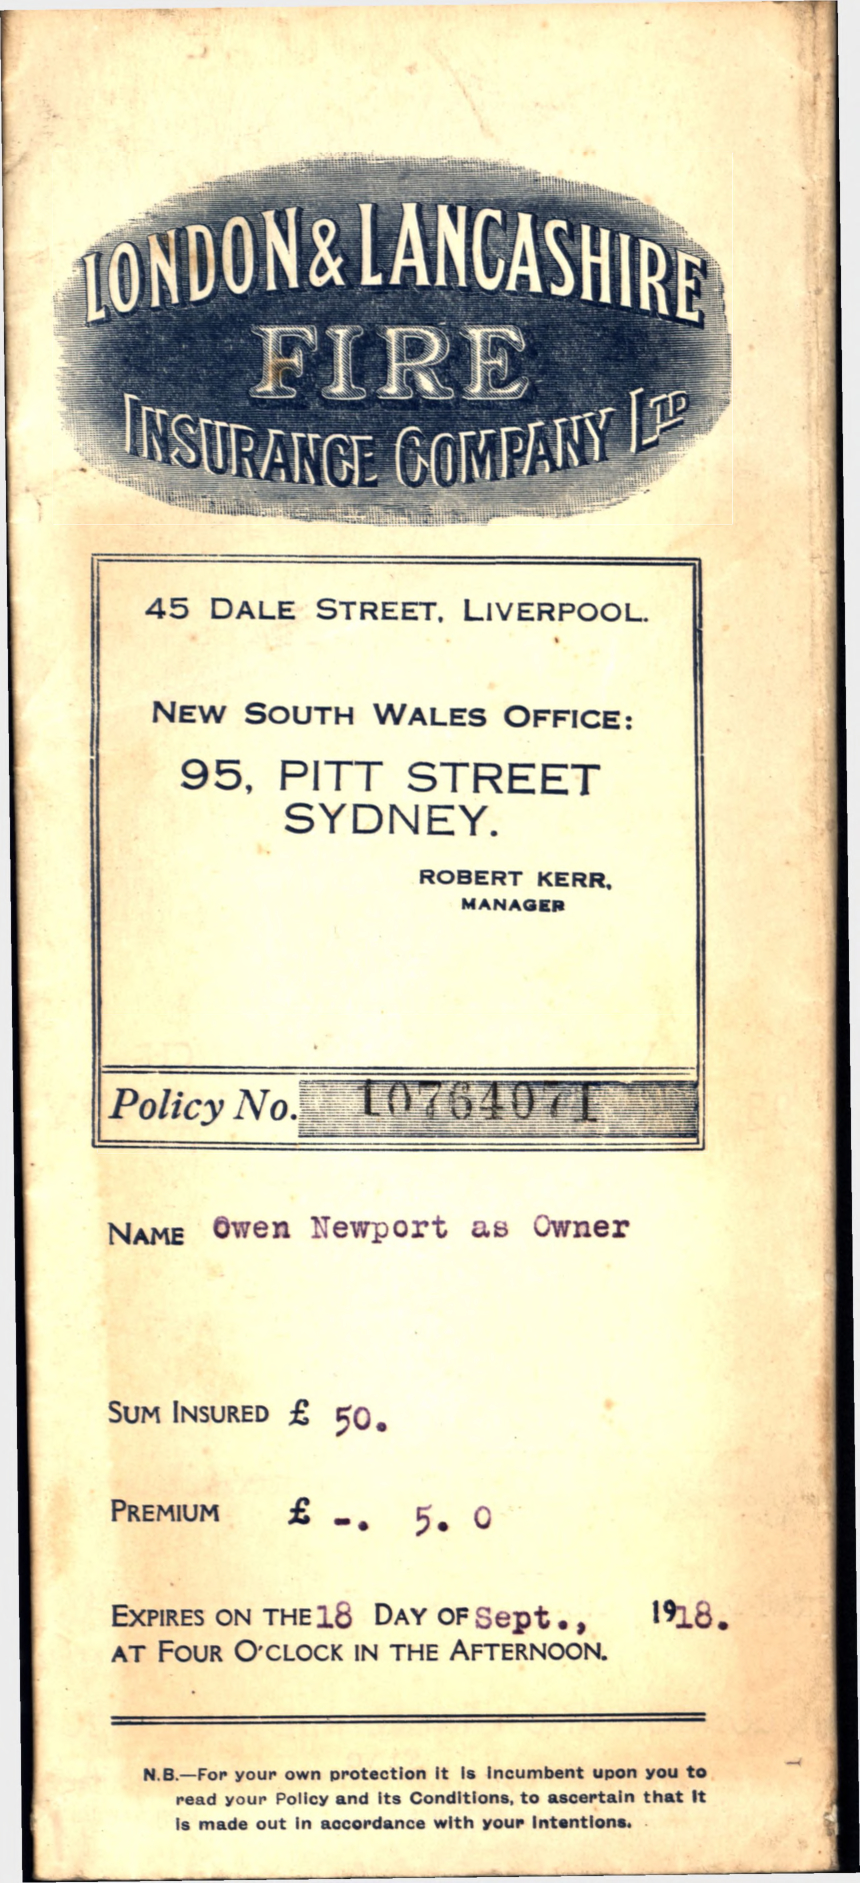 LONDON & LANCASHIRE
FIRE
INSURANCE COMPANY LTD
45 DALE STREET, LIVERPOOL.
NEW SOUTH WALES OFFICE:
95, PITT STREET
SYDNEY.
ROBERT KERR,
MANAGER
Policy No. 10764071
NAME Owen Newport as Owner
SUM INSURED £ 50.
PREMIUM £ -. 5. 0
EXPIRES ON THE 18 DAY OF Sept., 1918.
AT FOUR O'CLOCK IN THE AFTERNOON.
N.B.—For your own protection it is incumbent upon you to
read your Policy and its Conditions, to ascertain that it
is made out in accordance with your intentions.